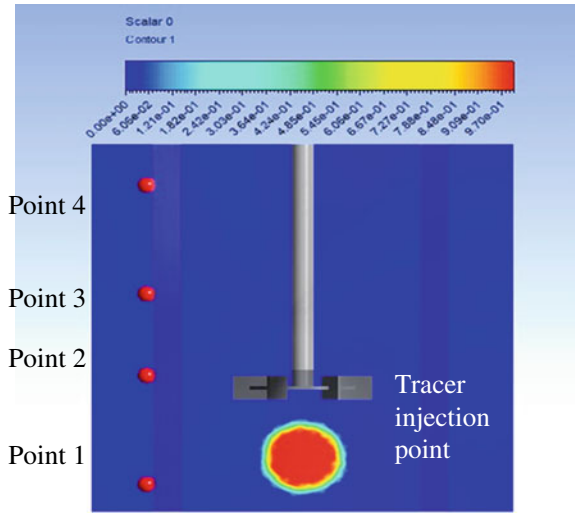 Scalar 0
Contour 1
0.00e+00
6.06e-02
1.21e-01
1.82e-01
2.42e-01
3.03e-01
3.64e-01
4.24e-01
4.85e-01
5.45e-01
6.06e-01
6.67e-01
7.27e-01
7.88e-01
8.48e-01
9.09e-01
9.70e-01
Point 4
Point 3
Point 2
Tracer
injection
point
Point 1